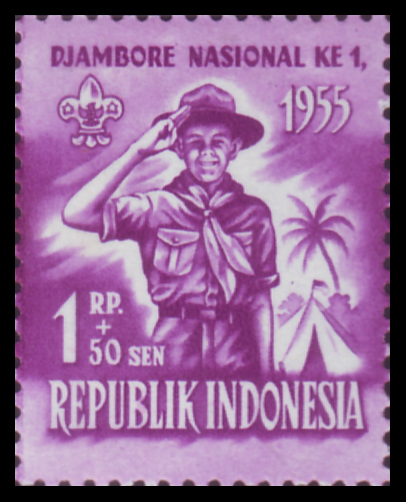 DJAMBORE NASIONAL KE 1,
1955
1 RP.
+
50 SEN
REPUBLIK INDONESIA